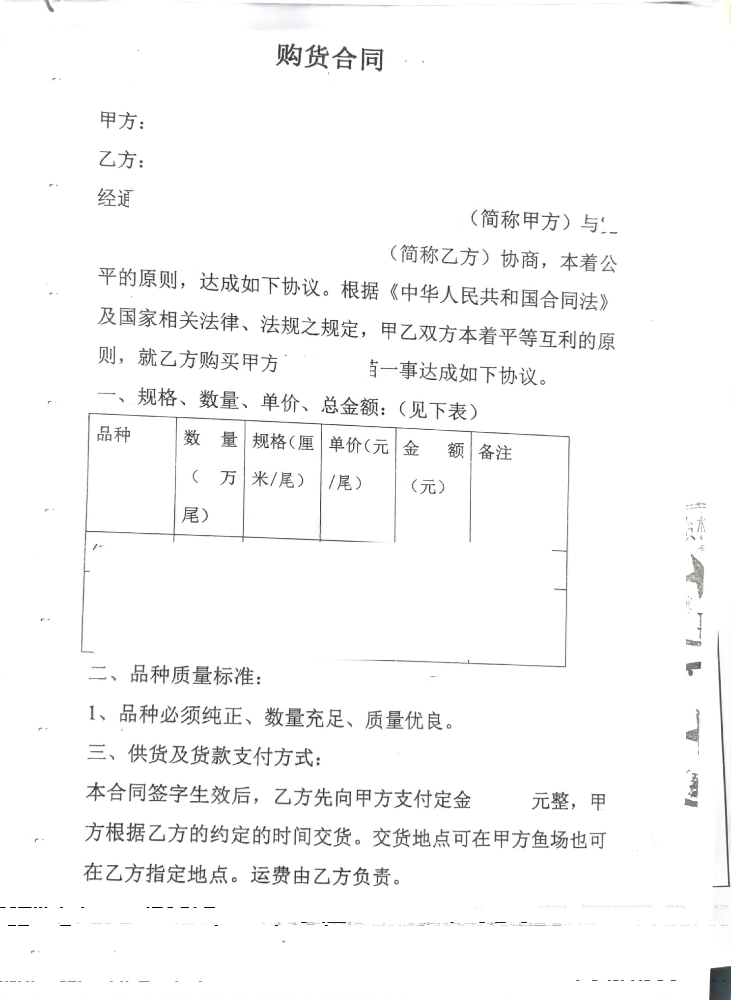 购货合同
甲方：
乙方：
经
（简称甲方）与
（简称乙方）协商，本着公
平的原则，达成如下协议。根据《中华人民共和国合同法》
及国家相关法律、法规之规定，甲乙双方本着平等互利的原
则，就乙方购买甲方
一事达成如下协议。
一、规格、数量、单价、总金额：（见下表）
品种
数 量
（ 万
尾）
规格（厘
米/尾）
单价（元
/尾）
金 额
（元）
备注
二、品种质量标准：
1、品种必须纯正、数量充足、质量优良。
三、供货及货款支付方式：
本合同签字生效后，乙方先向甲方支付定金 元整，甲
方根据乙方的约定的时间交货。交货地点可在甲方鱼场也可
在乙方指定地点。运费由乙方负责。